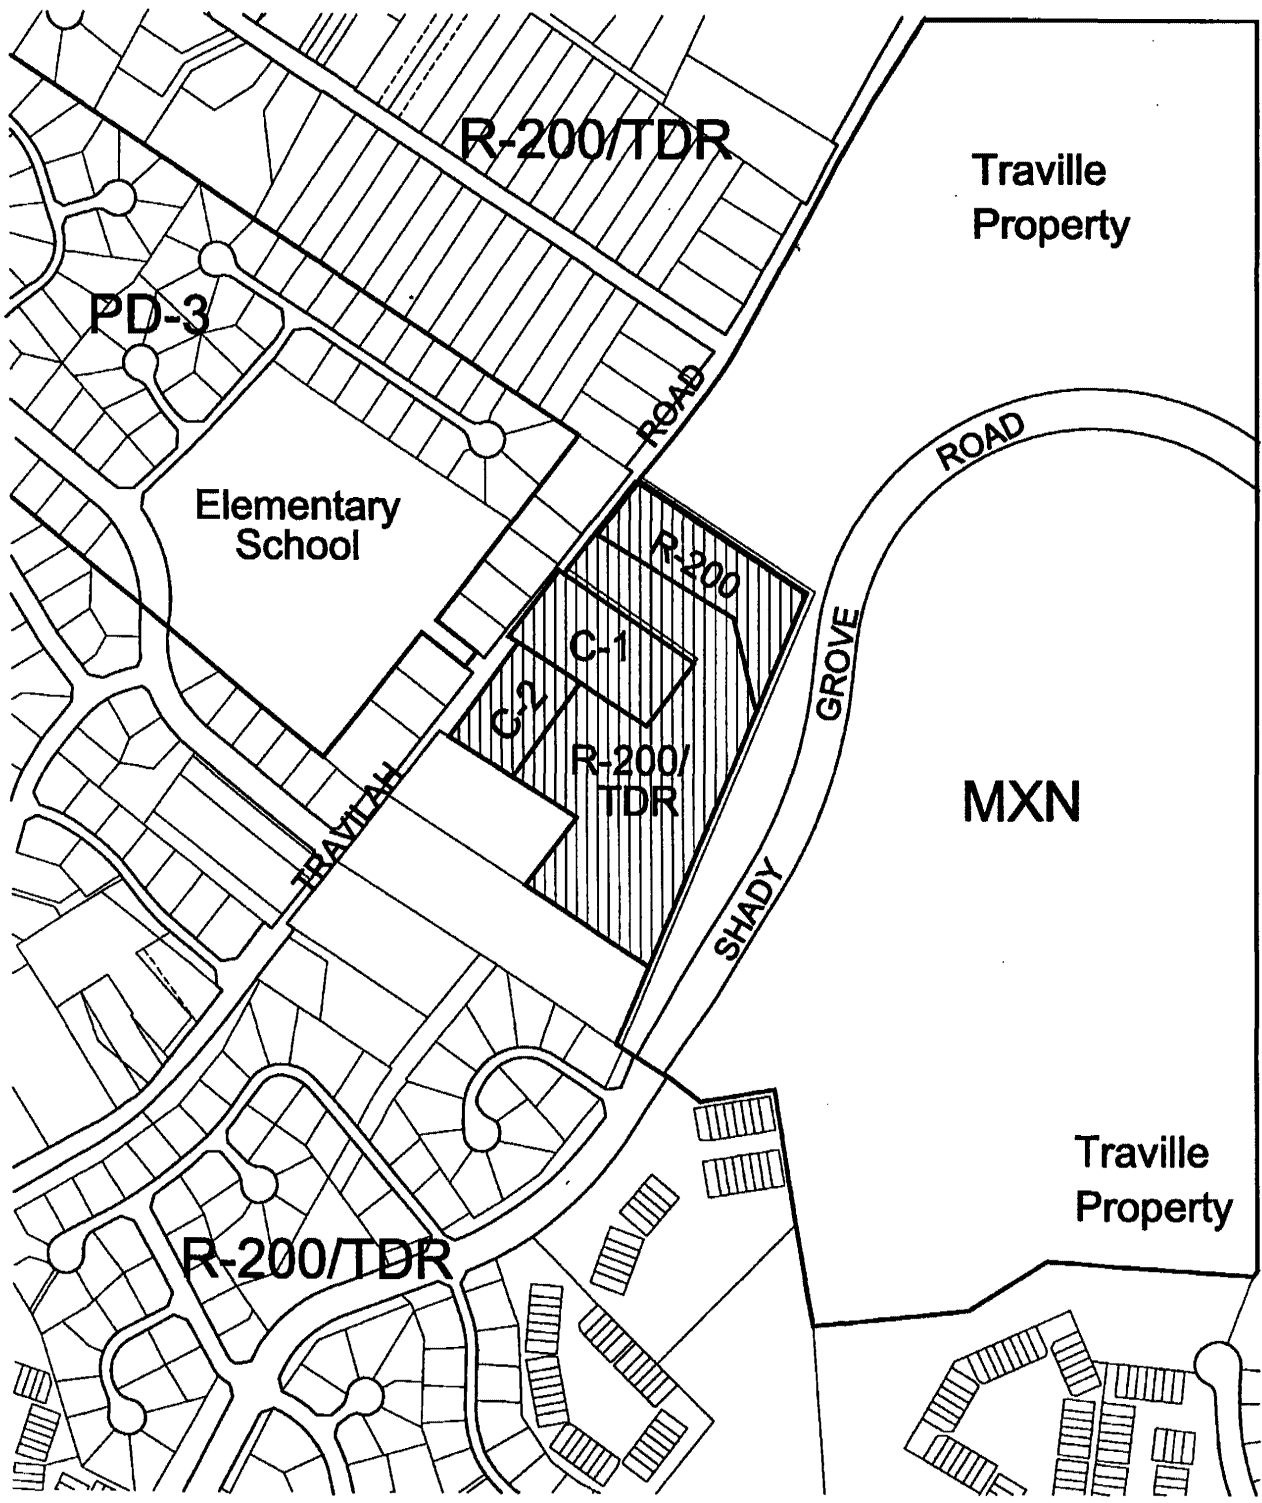 R-200/TDR
Traville
Property
PD-3
ROAD
ROAD
Elementary
School
R-200
C-1
GROVE
C-2
R-200/
TDR
TRAVILAH
MXN
SHADY
Traville
Property
R-200/TDR